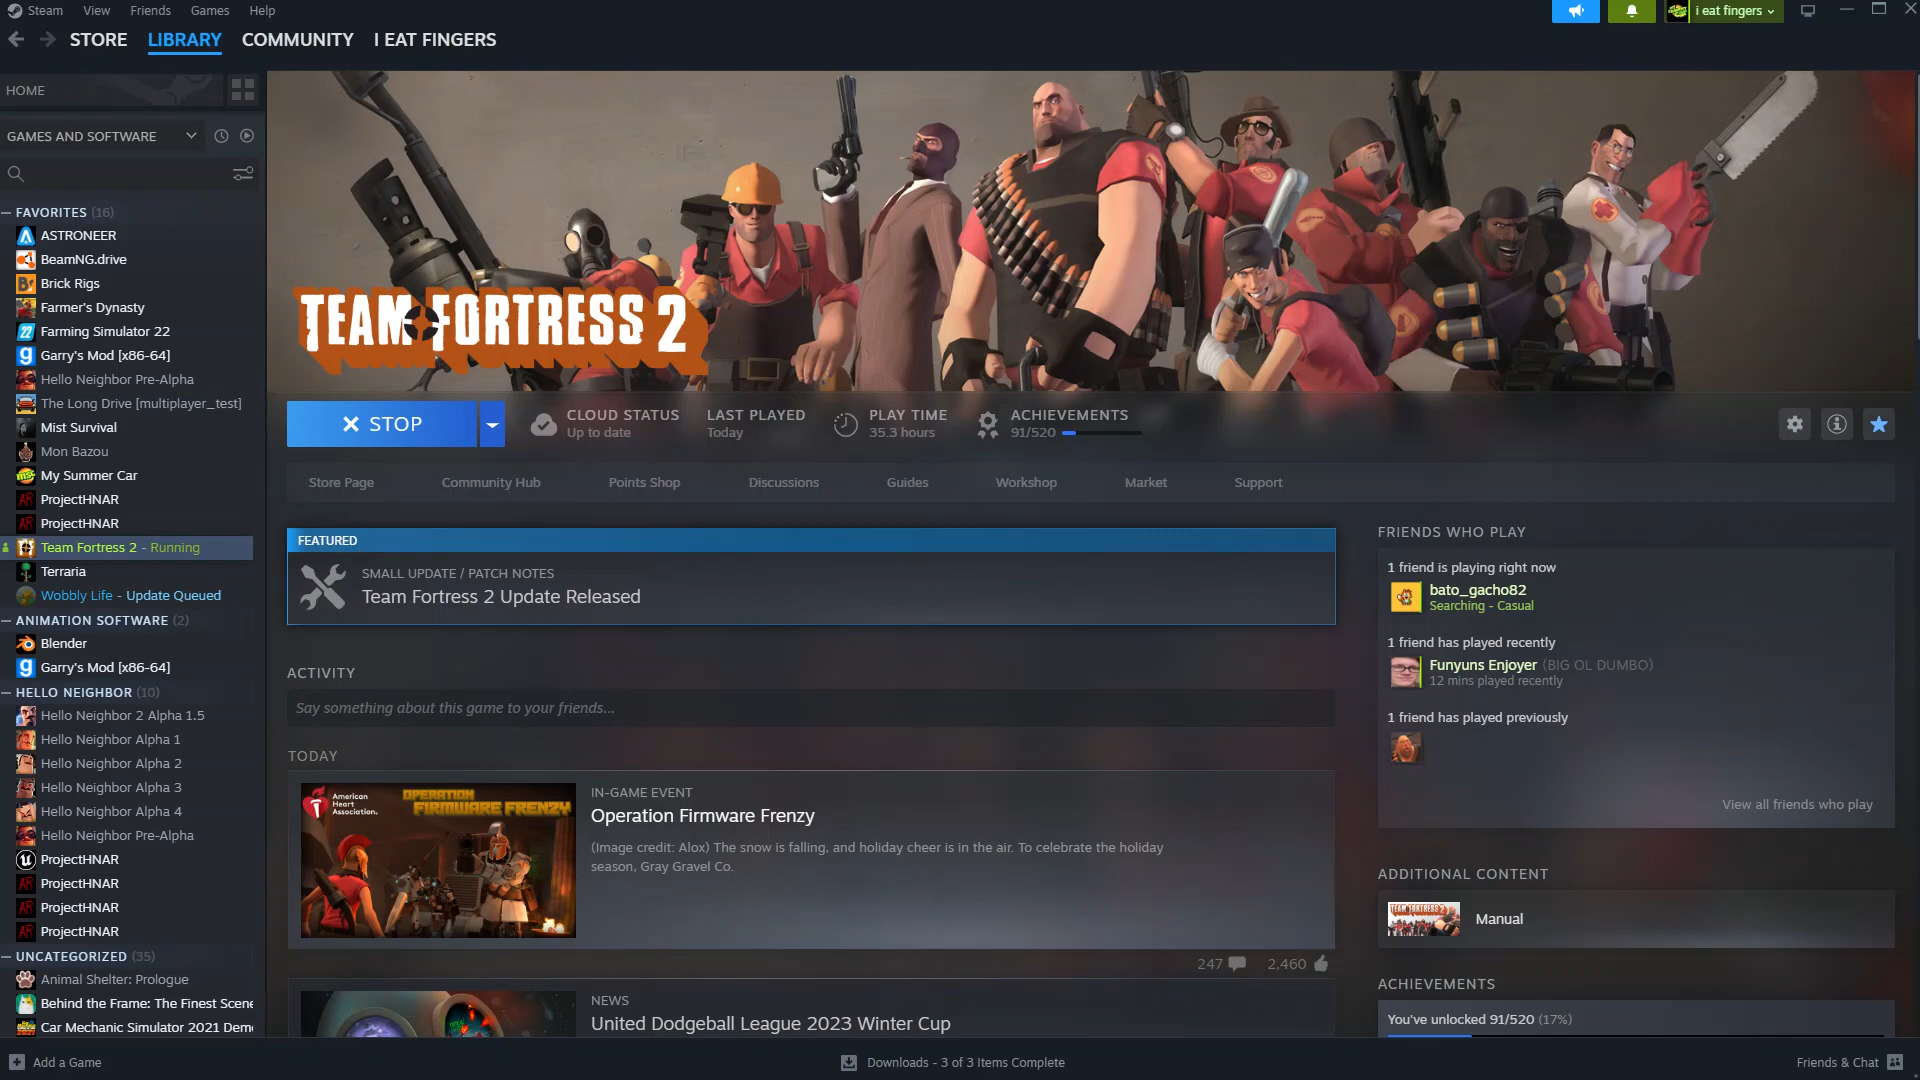 Steam View Friends Games Help
i eat fingers
STORE LIBRARY COMMUNITY I EAT FINGERS
HOME
GAMES AND SOFTWARE
FAVORITES (16)
ASTRONEER
BeamNG.drive
Brick Rigs
Farmer's Dynasty
Farming Simulator 22
Garry's Mod [x86-64]
Hello Neighbor Pre-Alpha
The Long Drive [multiplayer_test]
Mist Survival
Mon Bazou
My Summer Car
ProjectHNAR
ProjectHNAR
Team Fortress 2 - Running
Terraria
Wobbly Life - Update Queued
ANIMATION SOFTWARE (2)
Blender
Garry's Mod [x86-64]
HELLO NEIGHBOR (10)
Hello Neighbor 2 Alpha 1.5
Hello Neighbor Alpha 1
Hello Neighbor Alpha 2
Hello Neighbor Alpha 3
Hello Neighbor Alpha 4
Hello Neighbor Pre-Alpha
ProjectHNAR
ProjectHNAR
ProjectHNAR
ProjectHNAR
UNCATEGORIZED (35)
Animal Shelter: Prologue
Behind the Frame: The Finest Scene
Car Mechanic Simulator 2021 Demo
TEAM FORTRESS 2
STOP
CLOUD STATUS
Up to date
LAST PLAYED
Today
PLAY TIME
35.3 hours
ACHIEVEMENTS
91/520
Store Page Community Hub Points Shop Discussions Guides Workshop Market Support
FEATURED
SMALL UPDATE / PATCH NOTES
Team Fortress 2 Update Released
ACTIVITY
Say something about this game to your friends...
TODAY
American
Heart
Association.
OPERATION
FIRMWARE FRENZY
IN-GAME EVENT
Operation Firmware Frenzy
(Image credit: Alox) The snow is falling, and holiday cheer is in the air. To celebrate the holiday
season, Gray Gravel Co.
247 2,460
NEWS
United Dodgeball League 2023 Winter Cup
FRIENDS WHO PLAY
1 friend is playing right now
bato_gacho82
Searching - Casual
1 friend has played recently
Funyuns Enjoyer (BIG OL DUMBO)
12 mins played recently
1 friend has played previously
View all friends who play
ADDITIONAL CONTENT
TEAM FORTRESS 2
Manual
ACHIEVEMENTS
You've unlocked 91/520 (17%)
Add a Game
Downloads - 3 of 3 Items Complete
Friends & Chat